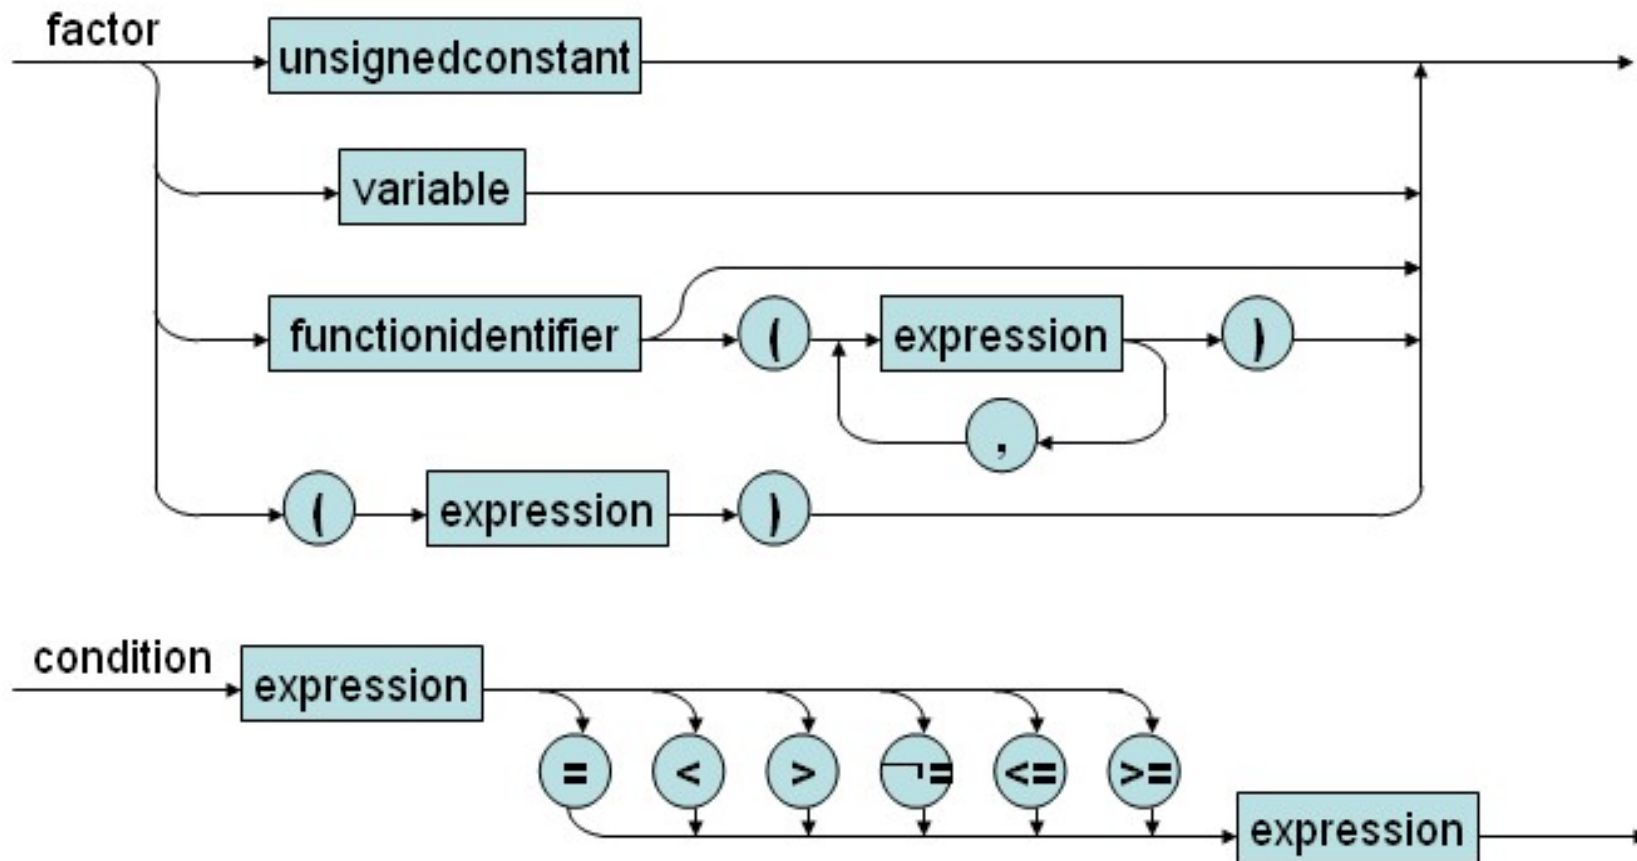 factor
unsignedconstant
variable
functionidentifier ( expression )
,
( expression )
condition
expression
= < > ¬= <= >=
expression